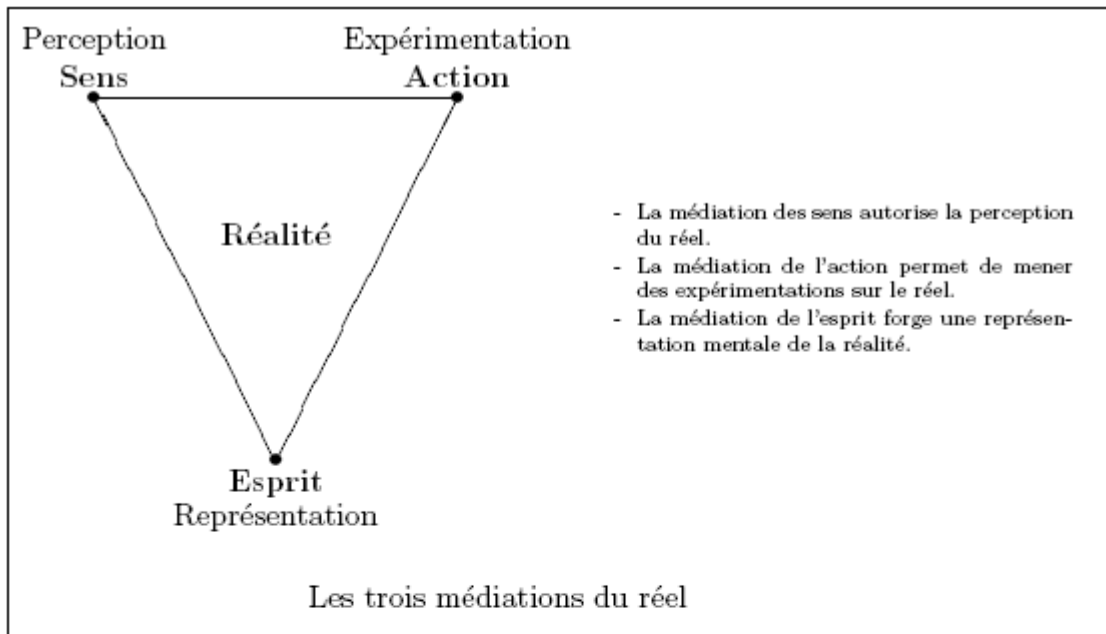 Perception
Expérimentation
Sens
Action
Réalité
- La médiation des sens autorise la perception
du réel.
- La médiation de l'action permet de mener
des expérimentations sur le réel.
- La médiation de l'esprit forge une représen-
tation mentale de la réalité.
Esprit
Représentation
Les trois médiations du réel